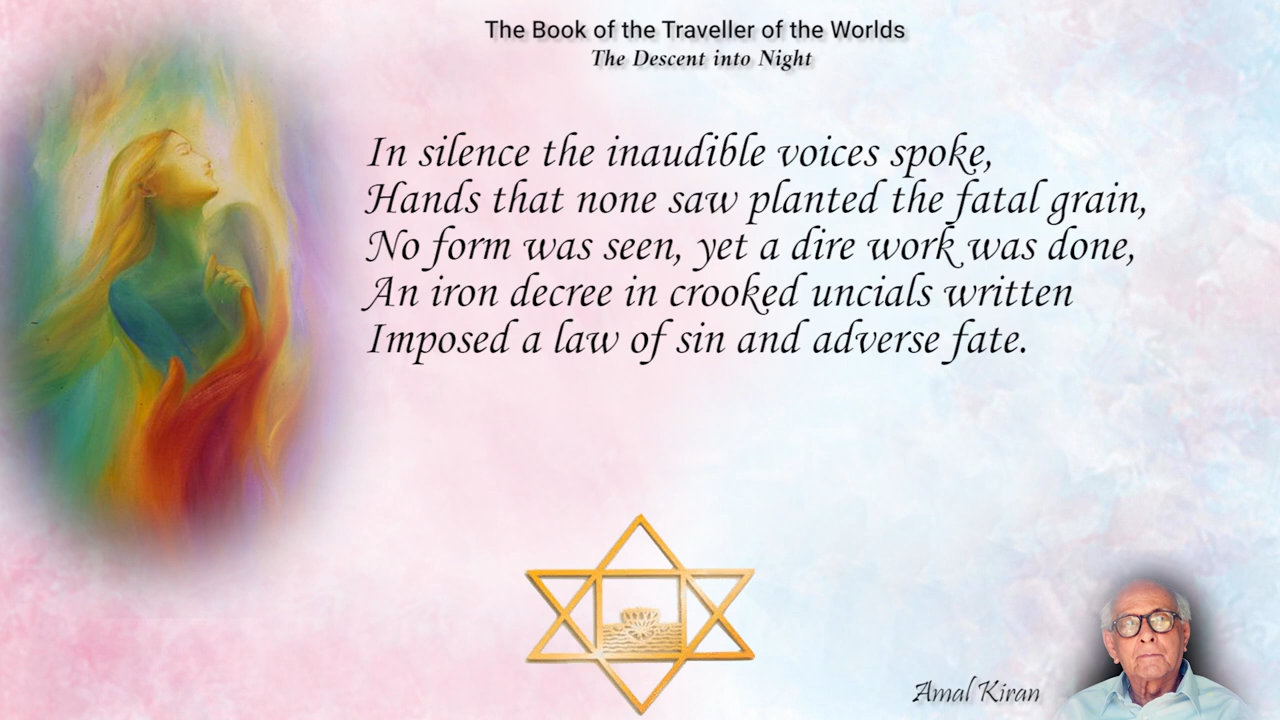 The Book of the Traveller of the Worlds
The Descent into Night
In silence the inaudible voices spoke,
Hands that none saw planted the fatal grain,
No form was seen, yet a dire work was done,
An iron decree in crooked uncials written
Imposed a law of sin and adverse fate.
Amal Kiran